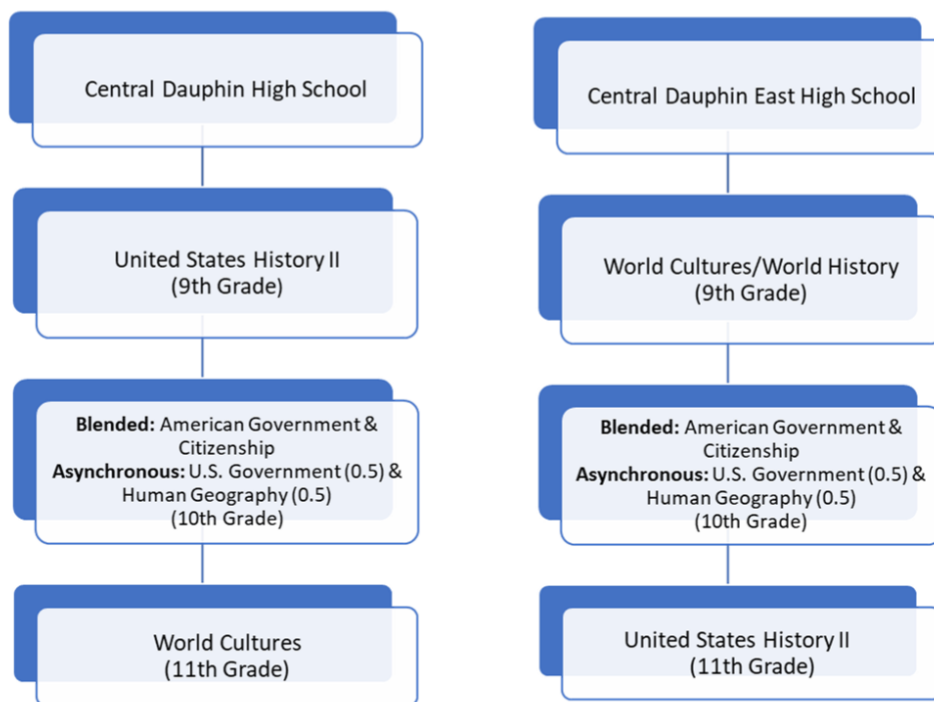 Central Dauphin High School
United States History II
(9th Grade)
Blended: American Government &
Citizenship
Asynchronous: U.S. Government (0.5) &
Human Geography (0.5)
(10th Grade)
World Cultures
(11th Grade)
Central Dauphin East High School
World Cultures/World History
(9th Grade)
Blended: American Government &
Citizenship
Asynchronous: U.S. Government (0.5) &
Human Geography (0.5)
(10th Grade)
United States History II
(11th Grade)